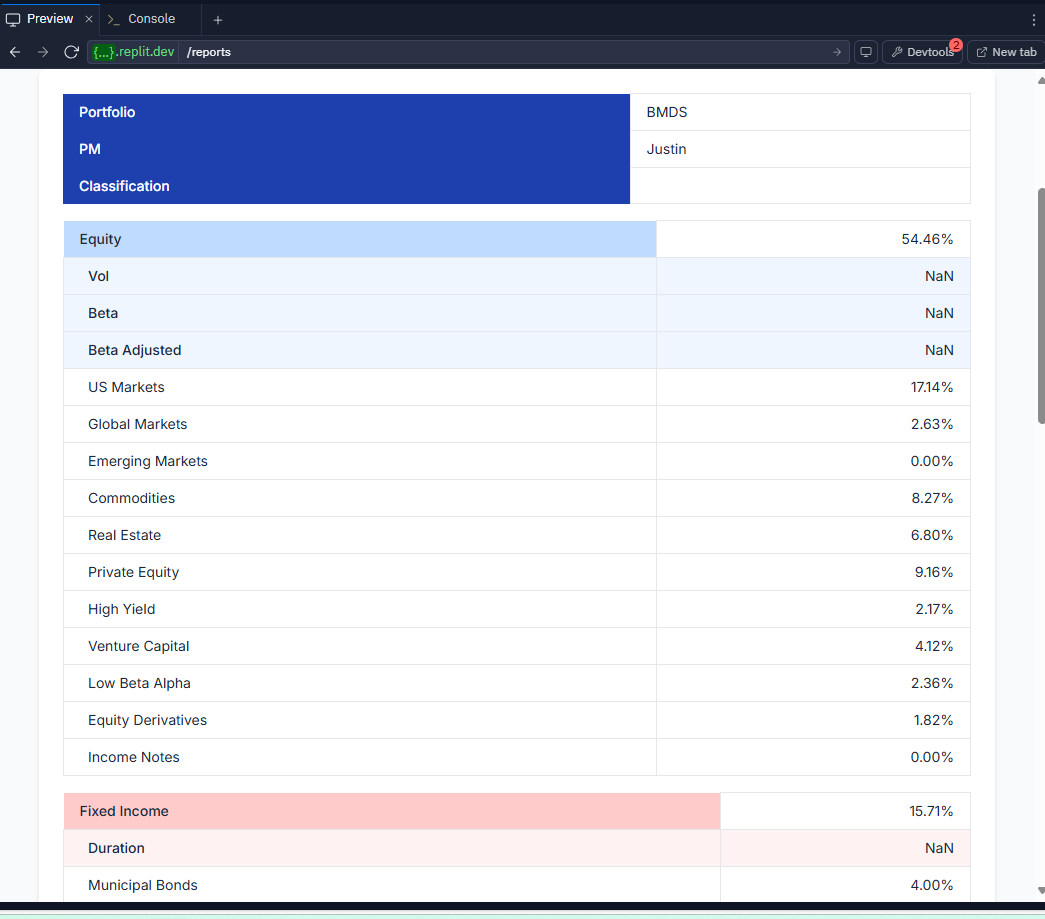 Preview × >_ Console +
{...}.replit.dev /reports Devtools 2 New tab
Portfolio BMDS
PM Justin
Classification
Equity 54.46%
Vol NaN
Beta NaN
Beta Adjusted NaN
US Markets 17.14%
Global Markets 2.63%
Emerging Markets 0.00%
Commodities 8.27%
Real Estate 6.80%
Private Equity 9.16%
High Yield 2.17%
Venture Capital 4.12%
Low Beta Alpha 2.36%
Equity Derivatives 1.82%
Income Notes 0.00%
Fixed Income 15.71%
Duration NaN
Municipal Bonds 4.00%